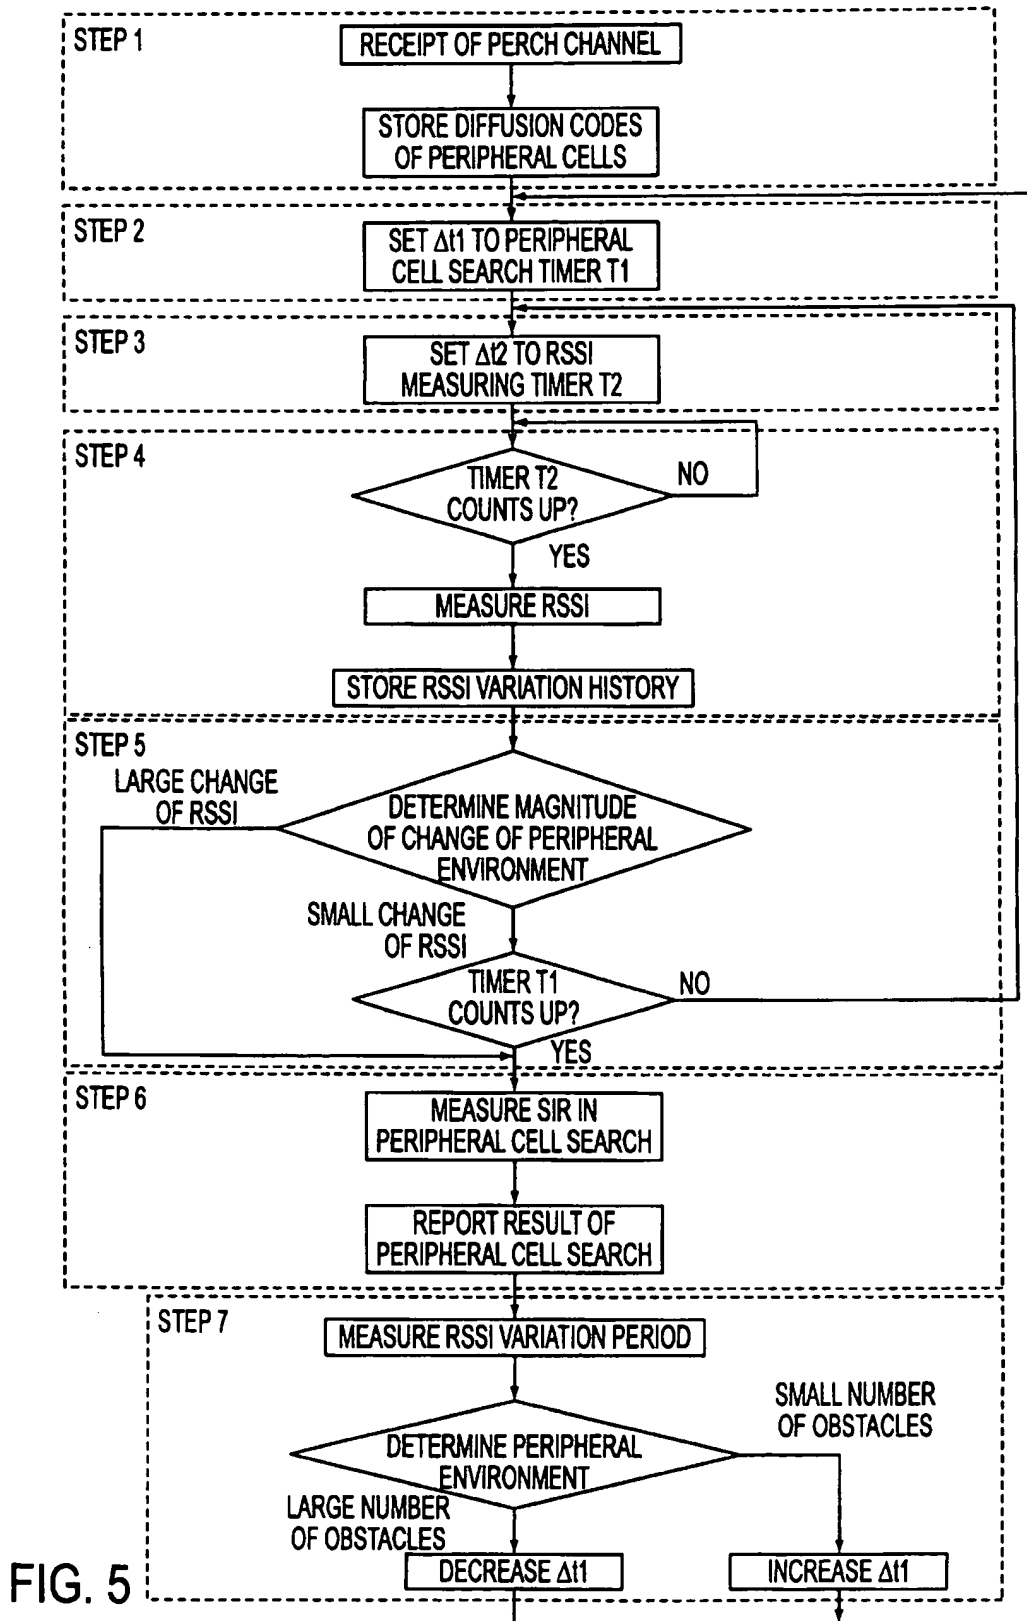 STEP 1
RECEIPT OF PERCH CHANNEL
STORE DIFFUSION CODES
OF PERIPHERAL CELLS
STEP 2
SET Δt1 TO PERIPHERAL
CELL SEARCH TIMER T1
STEP 3
SET Δt2 TO RSSI
MEASURING TIMER T2
STEP 4
TIMER T2
COUNTS UP?
NO
YES
MEASURE RSSI
STORE RSSI VARIATION HISTORY
STEP 5
LARGE CHANGE
OF RSSI
DETERMINE MAGNITUDE
OF CHANGE OF PERIPHERAL
ENVIRONMENT
SMALL CHANGE
OF RSSI
TIMER T1
COUNTS UP?
NO
YES
STEP 6
MEASURE SIR IN
PERIPHERAL CELL SEARCH
REPORT RESULT OF
PERIPHERAL CELL SEARCH
STEP 7
MEASURE RSSI VARIATION PERIOD
SMALL NUMBER
OF OBSTACLES
DETERMINE PERIPHERAL
ENVIRONMENT
LARGE NUMBER
OF OBSTACLES
DECREASE Δt1
INCREASE Δt1
FIG. 5